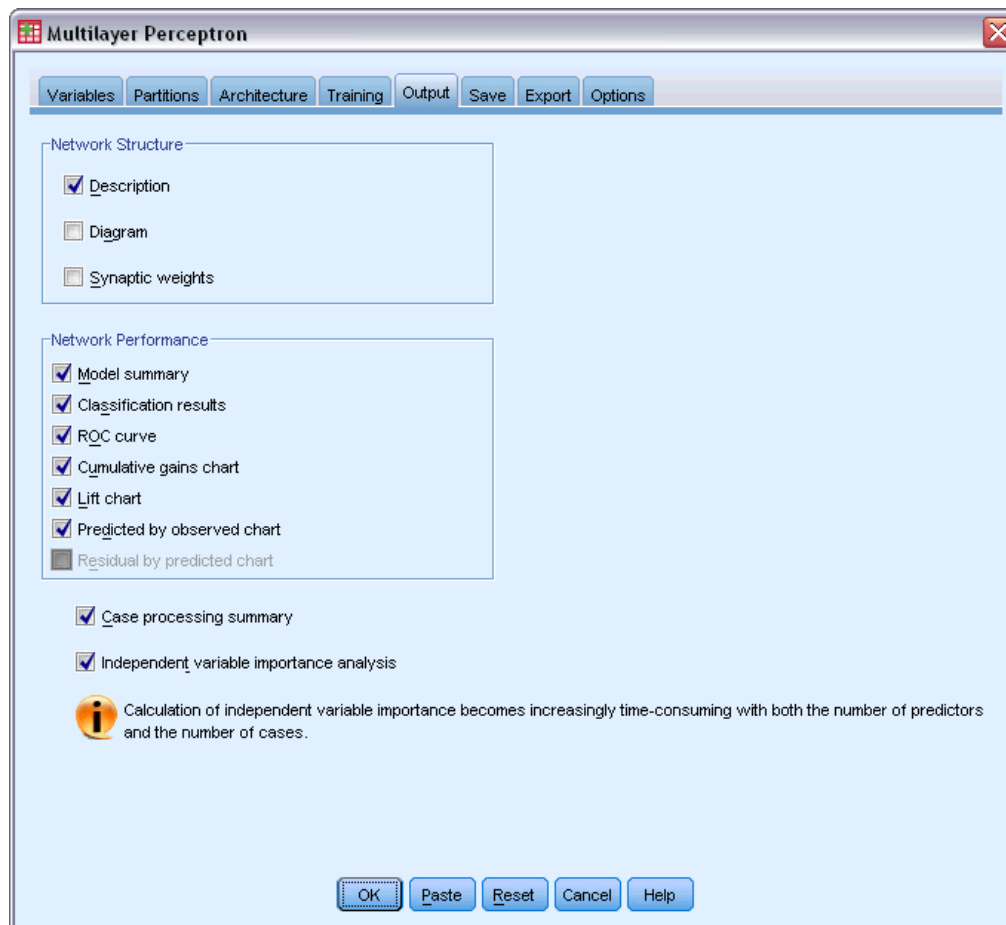 Multilayer Perceptron
Variables Partitions Architecture Training Output Save Export Options
Network Structure
Description
Diagram
Synaptic weights
Network Performance
Model summary
Classification results
ROC curve
Cumulative gains chart
Lift chart
Predicted by observed chart
Residual by predicted chart
Case processing summary
Independent variable importance analysis
Calculation of independent variable importance becomes increasingly time-consuming with both the number of predictors
and the number of cases.
OK Paste Reset Cancel Help